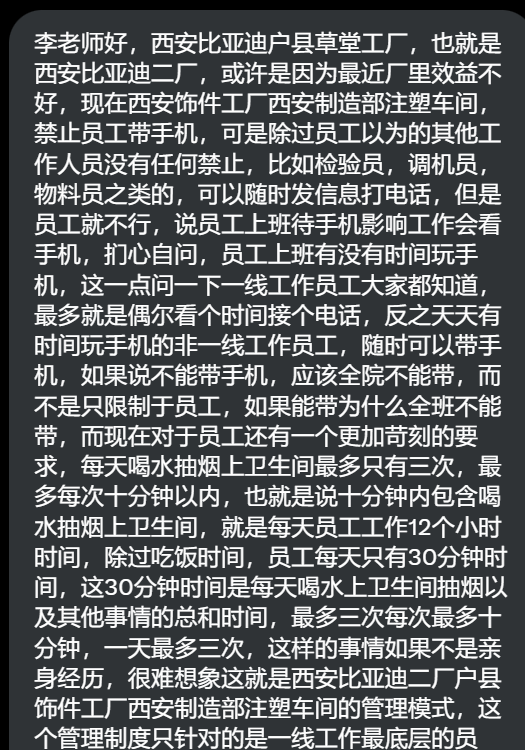 李老师好，西安比亚迪户县草堂工厂，也就是
西安比亚迪二厂，或许是因为最近厂里效益不
好，现在西安饰件工厂西安制造部注塑车间，
禁止员工带手机，可是除过员工以为的其他工
作人员没有任何禁止，比如检验员，调机员，
物料员之类的，可以随时发信息打电话，但是
员工就不行，说员工上班待手机影响工作会看
手机，扪心自问，员工上班有没有时间玩手
机，这一点问一下一线工作员工大家都知道，
最多就是偶尔看个时间接个电话，反之天天有
时间玩手机的非一线工作员工，随时可以带手
机，如果说不能带手机，应该全院不能带，而
不是只限制于员工，如果能带为什么全班不能
带，而现在对于员工还有一个更加苛刻的要
求，每天喝水抽烟上卫生间最多只有三次，最
多每次十分钟以内，也就是说十分钟内包含喝
水抽烟上卫生间，就是每天员工工作12个小时
时间，除过吃饭时间，员工每天只有30分钟时
间，这30分钟时间是每天喝水上卫生间抽烟以
及其他事情的总和时间，最多三次每次最多十
分钟，一天最多三次，这样的事情如果不是亲
身经历，很难想象这就是西安比亚迪二厂户县
饰件工厂西安制造部注塑车间的管理模式，这
个管理制度只针对的是一线工作最底层的员